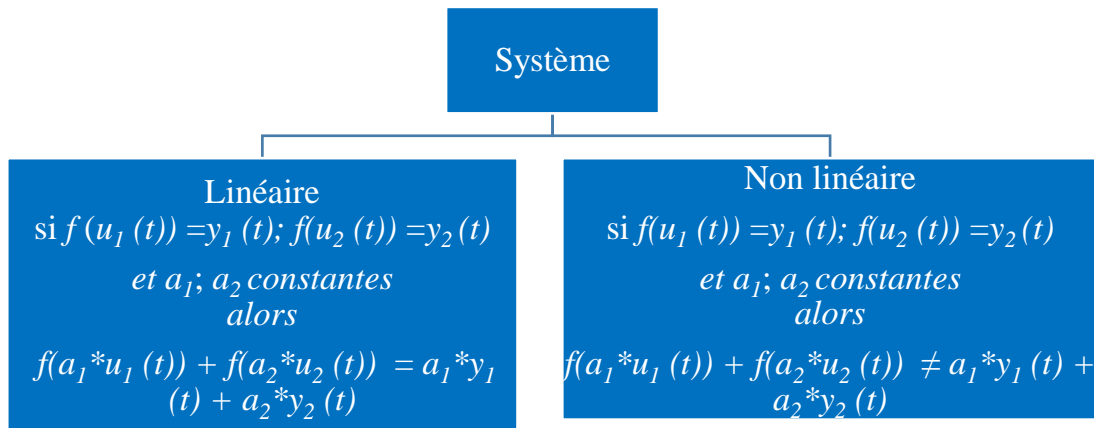 Système
Linéaire
si f (u₁ (t)) =y₁ (t); f(u₂ (t)) =y₂ (t)
et a₁; a₂ constantes
alors
f(a₁*u₁ (t)) + f(a₂*u₂ (t)) = a₁*y₁
(t) + a₂*y₂ (t)
Non linéaire
si f(u₁ (t)) =y₁ (t); f(u₂ (t)) =y₂ (t)
et a₁; a₂ constantes
alors
f(a₁*u₁ (t)) + f(a₂*u₂ (t)) ≠ a₁*y₁ (t) +
a₂*y₂ (t)